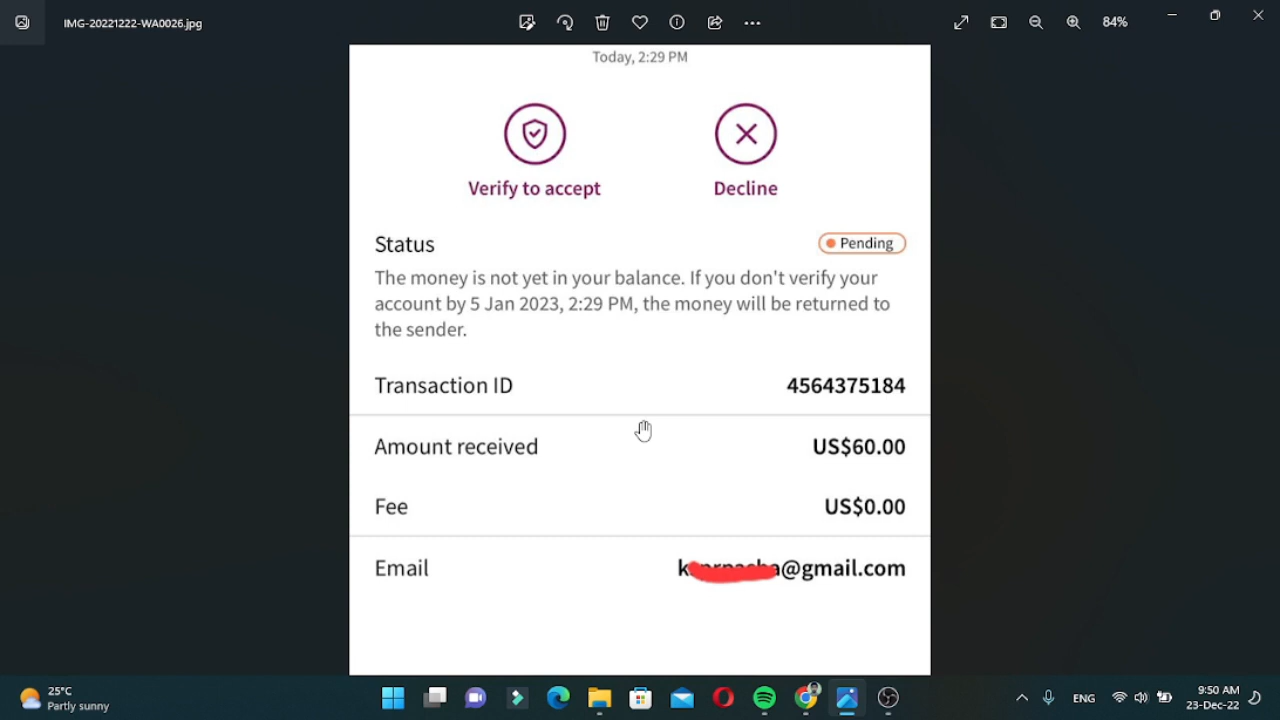 IMG-20221222-WA0026.jpg
84%
Today, 2:29 PM
Verify to accept
Decline
Status
Pending
The money is not yet in your balance. If you don't verify your
account by 5 Jan 2023, 2:29 PM, the money will be returned to
the sender.
Transaction ID
4564375184
Amount received
US$60.00
Fee
US$0.00
Email
@gmail.com
25°C
Partly sunny
ENG
9:50 AM
23-Dec-22